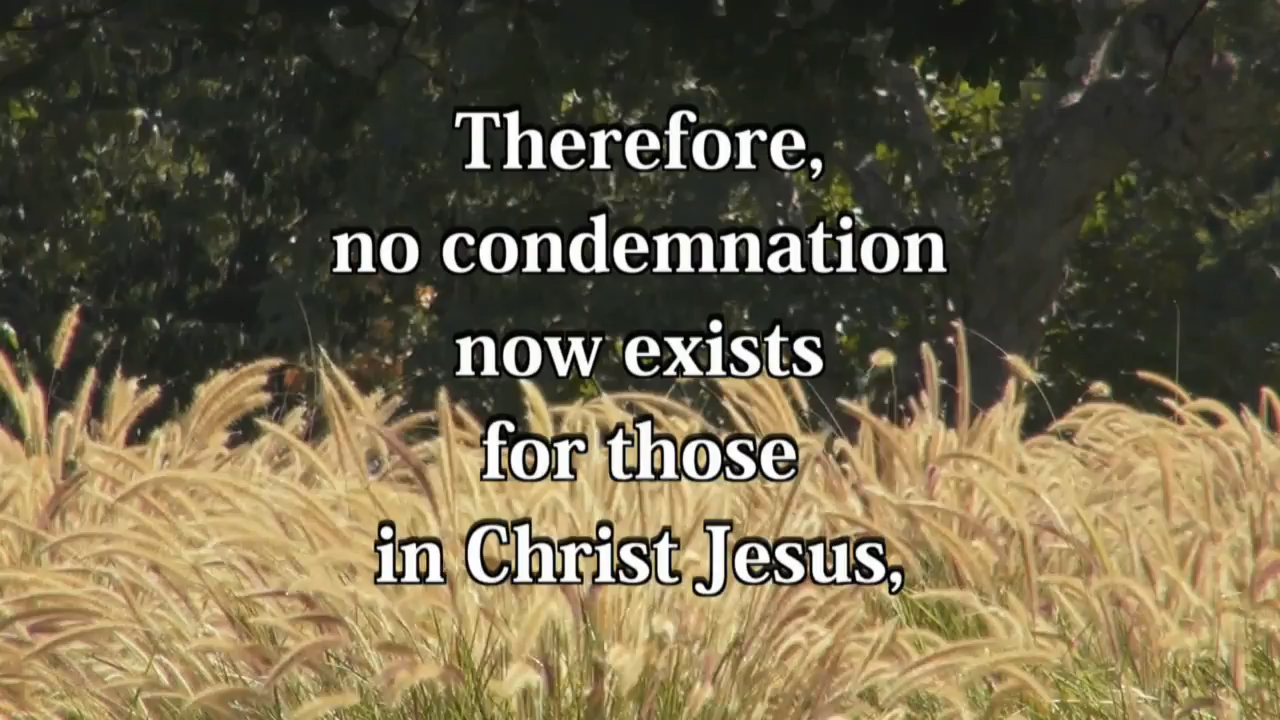 Therefore,
no condemnation
now exists
for those
in Christ Jesus,